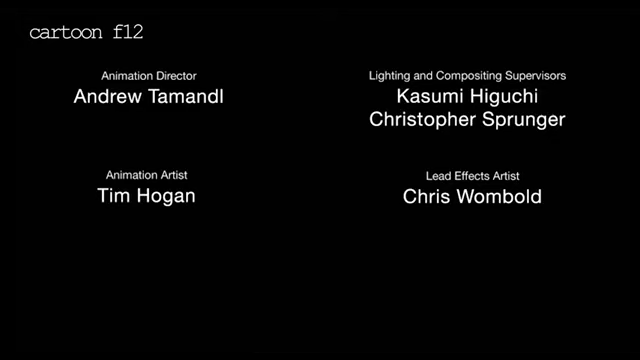 cartoon f12
Animation Director
Andrew Tamandl
Lighting and Compositing Supervisors
Kasumi Higuchi
Christopher Sprunger
Animation Artist
Tim Hogan
Lead Effects Artist
Chris Wombold